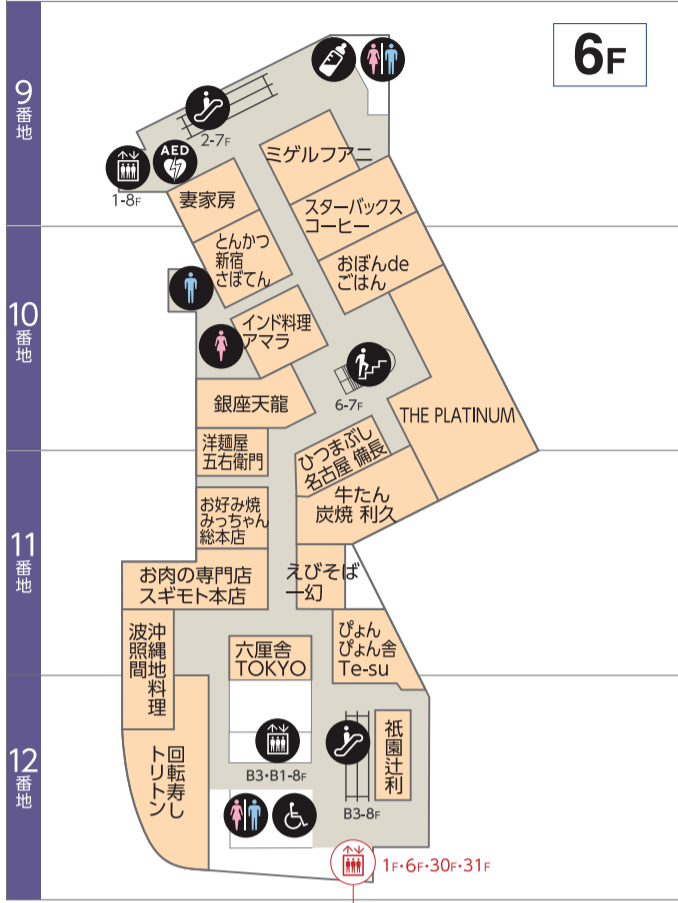 6F
9
番地
2-7F
AED
1-8F
ミゲルフアニ
妻家房
スターバックス
コーヒー
とんかつ
新宿
さぼてん
おぼんde
ごはん
10
番地
インド料理
アマラ
6-7F
銀座天龍
THE PLATINUM
洋麺屋
五右衛門
ひつまぶし
名古屋 備長
牛たん
炭焼 利久
お好み焼
みっちゃん
総本店
11
番地
お肉の専門店
スギモト本店
えびそば
一幻
沖縄地料理
波照間
六厘舎
TOKYO
ぴょん
ぴょん舎
Te-su
12
番地
回転寿し
トリトン
祇園辻利
B3・B1-8F
B3-8F
1F・6F・30F・31F